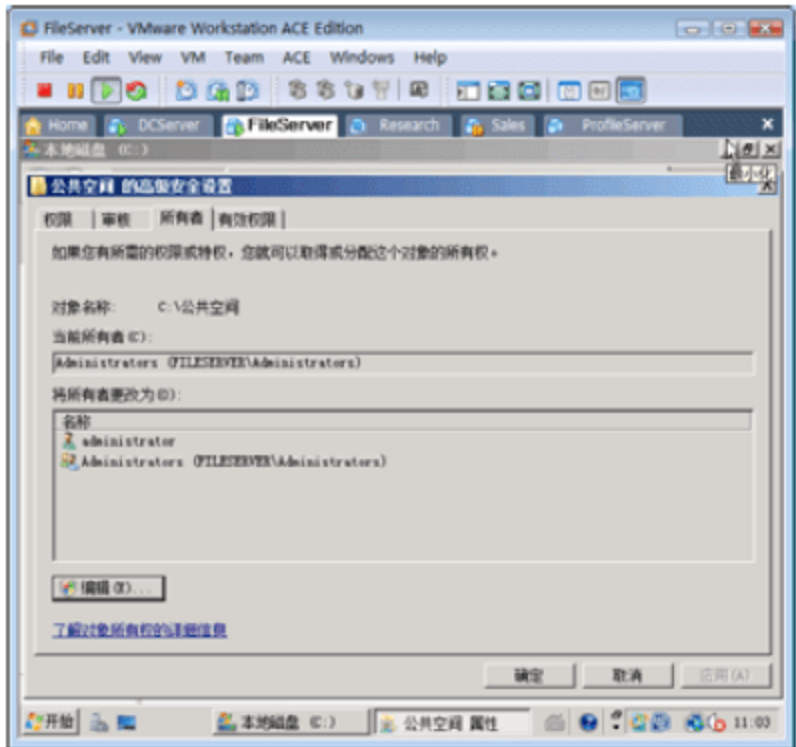 FileServer - VMware Workstation ACE Edition
File Edit View VM Team ACE Windows Help
Home DCServer FileServer Research Sales ProfileServer
本地磁盘 (C:)
最小化
公共空间 的高级安全设置
权限 审核 所有者 有效权限
如果您有所需的权限或特权，您就可以取得或分配这个对象的所有权。
对象名称: C:\公共空间
当前所有者(C):
Administrators (FILESERVER\Administrators)
将所有者更改为(O):
名称
administrator
Administrators (FILESERVER\Administrators)
编辑(E)...
了解对象所有权的详细信息
确定 取消 应用(A)
开始 本地磁盘 (C:) 公共空间 属性 11:03